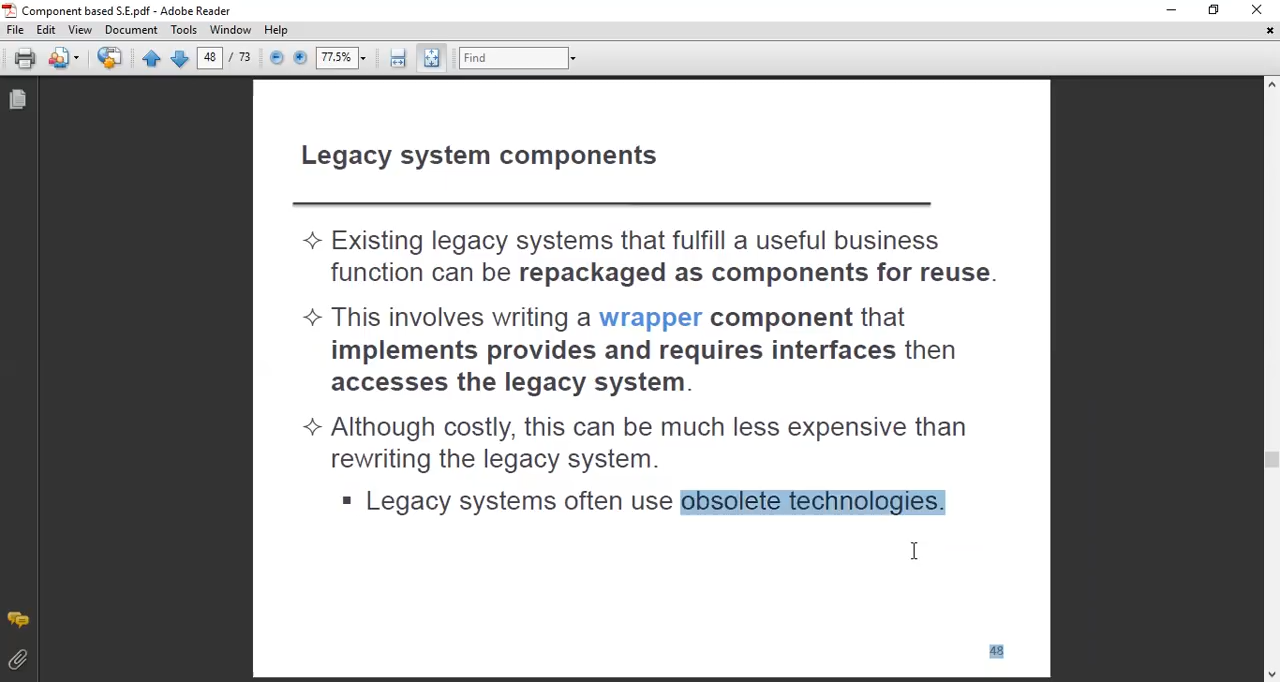 Component based S.E.pdf - Adobe Reader
File Edit View Document Tools Window Help
48 / 73 77.5% Find
Legacy system components
Existing legacy systems that fulfill a useful business
function can be repackaged as components for reuse.
This involves writing a wrapper component that
implements provides and requires interfaces then
accesses the legacy system.
Although costly, this can be much less expensive than
rewriting the legacy system.
Legacy systems often use obsolete technologies.
48